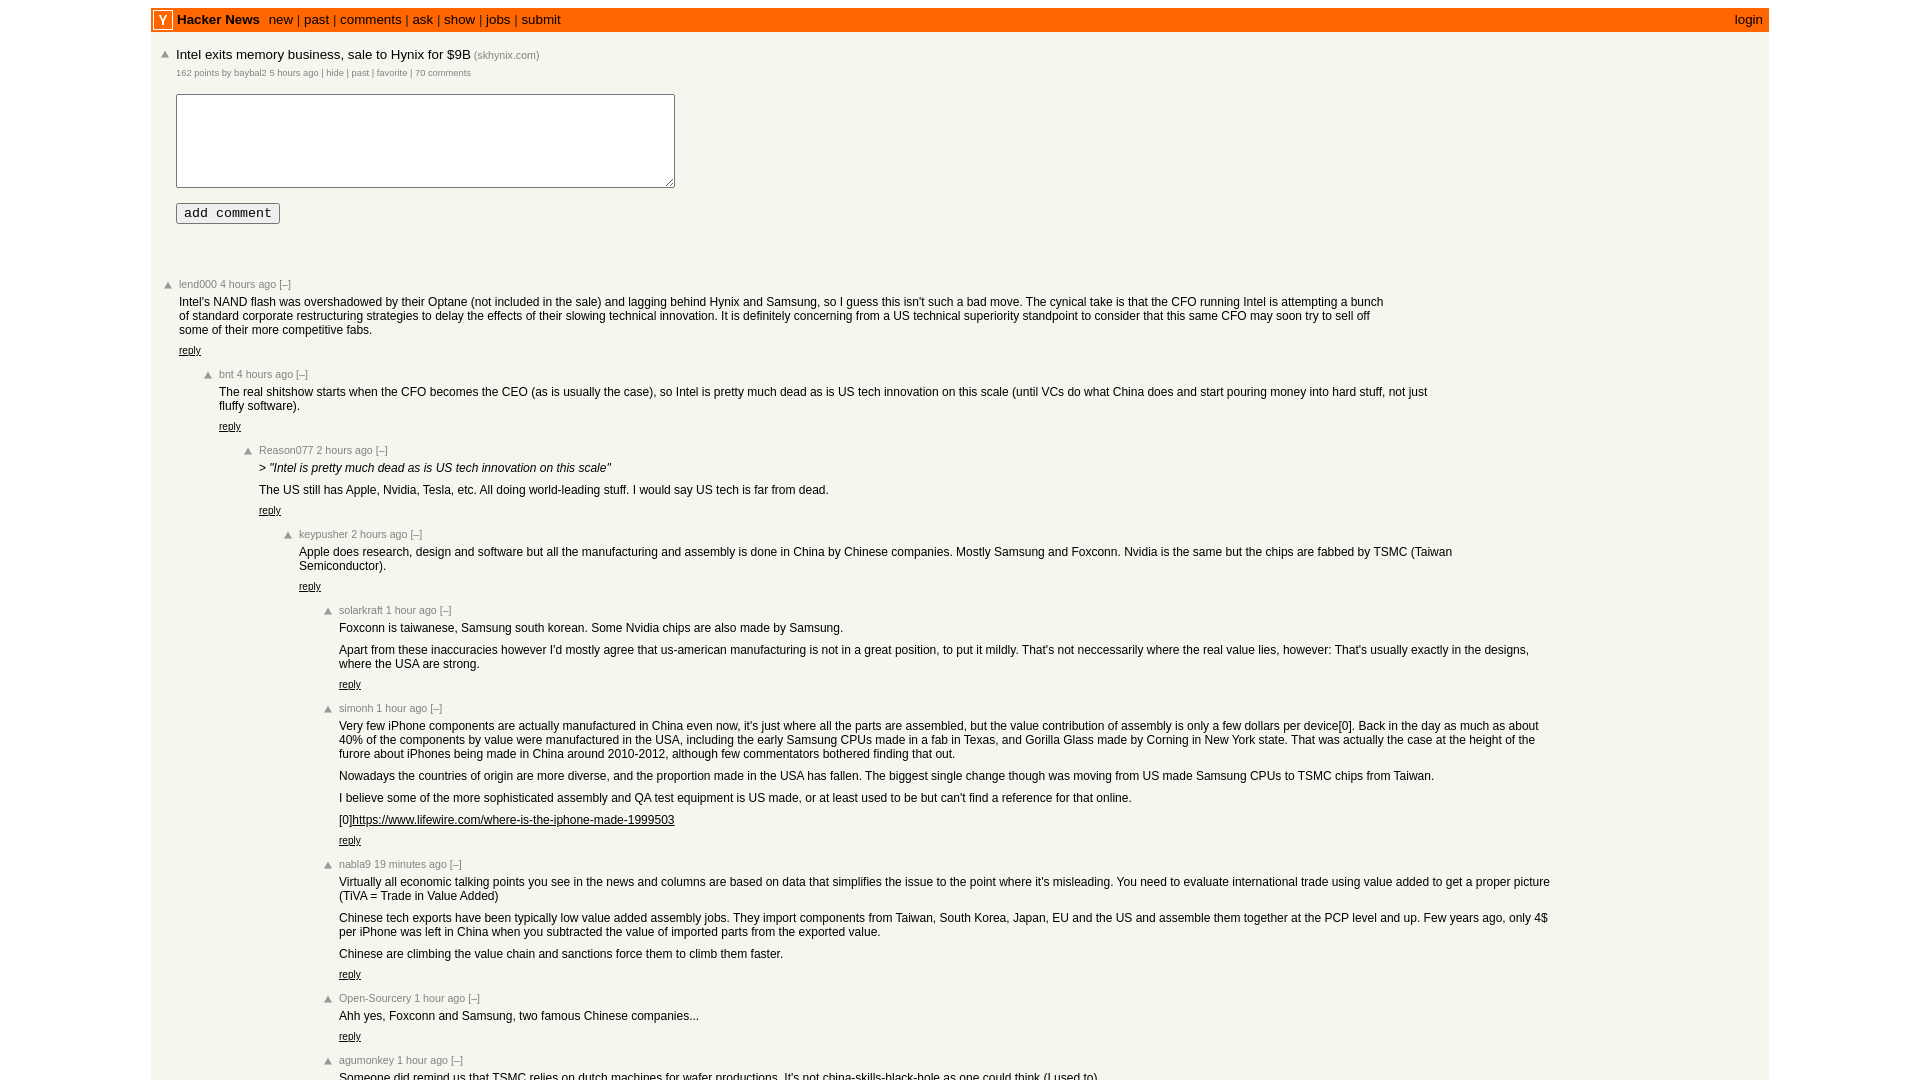 Y Hacker News new | past | comments | ask | show | jobs | submit login
Intel exits memory business, sale to Hynix for $9B (skhynix.com)
162 points by baybal2 5 hours ago | hide | past | favorite | 70 comments
add comment
lend000 4 hours ago [–]
Intel's NAND flash was overshadowed by their Optane (not included in the sale) and lagging behind Hynix and Samsung, so I guess this isn't such a bad move. The cynical take is that the CFO running Intel is attempting a bunch
of standard corporate restructuring strategies to delay the effects of their slowing technical innovation. It is definitely concerning from a US technical superiority standpoint to consider that this same CFO may soon try to sell off
some of their more competitive fabs.
reply
bnt 4 hours ago [–]
The real shitshow starts when the CFO becomes the CEO (as is usually the case), so Intel is pretty much dead as is US tech innovation on this scale (until VCs do what China does and start pouring money into hard stuff, not just
fluffy software).
reply
Reason077 2 hours ago [–]
> "Intel is pretty much dead as is US tech innovation on this scale"
The US still has Apple, Nvidia, Tesla, etc. All doing world-leading stuff. I would say US tech is far from dead.
reply
keypusher 2 hours ago [–]
Apple does research, design and software but all the manufacturing and assembly is done in China by Chinese companies. Mostly Samsung and Foxconn. Nvidia is the same but the chips are fabbed by TSMC (Taiwan
Semiconductor).
reply
solarkraft 1 hour ago [–]
Foxconn is taiwanese, Samsung south korean. Some Nvidia chips are also made by Samsung.
Apart from these inaccuracies however I'd mostly agree that us-american manufacturing is not in a great position, to put it mildly. That's not neccessarily where the real value lies, however: That's usually exactly in the designs,
where the USA are strong.
reply
simonh 1 hour ago [–]
Very few iPhone components are actually manufactured in China even now, it's just where all the parts are assembled, but the value contribution of assembly is only a few dollars per device[0]. Back in the day as much as about
40% of the components by value were manufactured in the USA, including the early Samsung CPUs made in a fab in Texas, and Gorilla Glass made by Corning in New York state. That was actually the case at the height of the
furore about iPhones being made in China around 2010-2012, although few commentators bothered finding that out.
Nowadays the countries of origin are more diverse, and the proportion made in the USA has fallen. The biggest single change though was moving from US made Samsung CPUs to TSMC chips from Taiwan.
I believe some of the more sophisticated assembly and QA test equipment is US made, or at least used to be but can't find a reference for that online.
[0]https://www.lifewire.com/where-is-the-iphone-made-1999503
reply
nabla9 19 minutes ago [–]
Virtually all economic talking points you see in the news and columns are based on data that simplifies the issue to the point where it's misleading. You need to evaluate international trade using value added to get a proper picture
(TiVA = Trade in Value Added)
Chinese tech exports have been typically low value added assembly jobs. They import components from Taiwan, South Korea, Japan, EU and the US and assemble them together at the PCP level and up. Few years ago, only 4$
per iPhone was left in China when you subtracted the value of imported parts from the exported value.
Chinese are climbing the value chain and sanctions force them to climb them faster.
reply
Open-Sourcery 1 hour ago [–]
Ahh yes, Foxconn and Samsung, two famous Chinese companies...
reply
agumonkey 1 hour ago [–]
Someone did remind us that TSMC relies on dutch machines for wafer productions. It's not china-skills-black-hole as one could think (I used to)